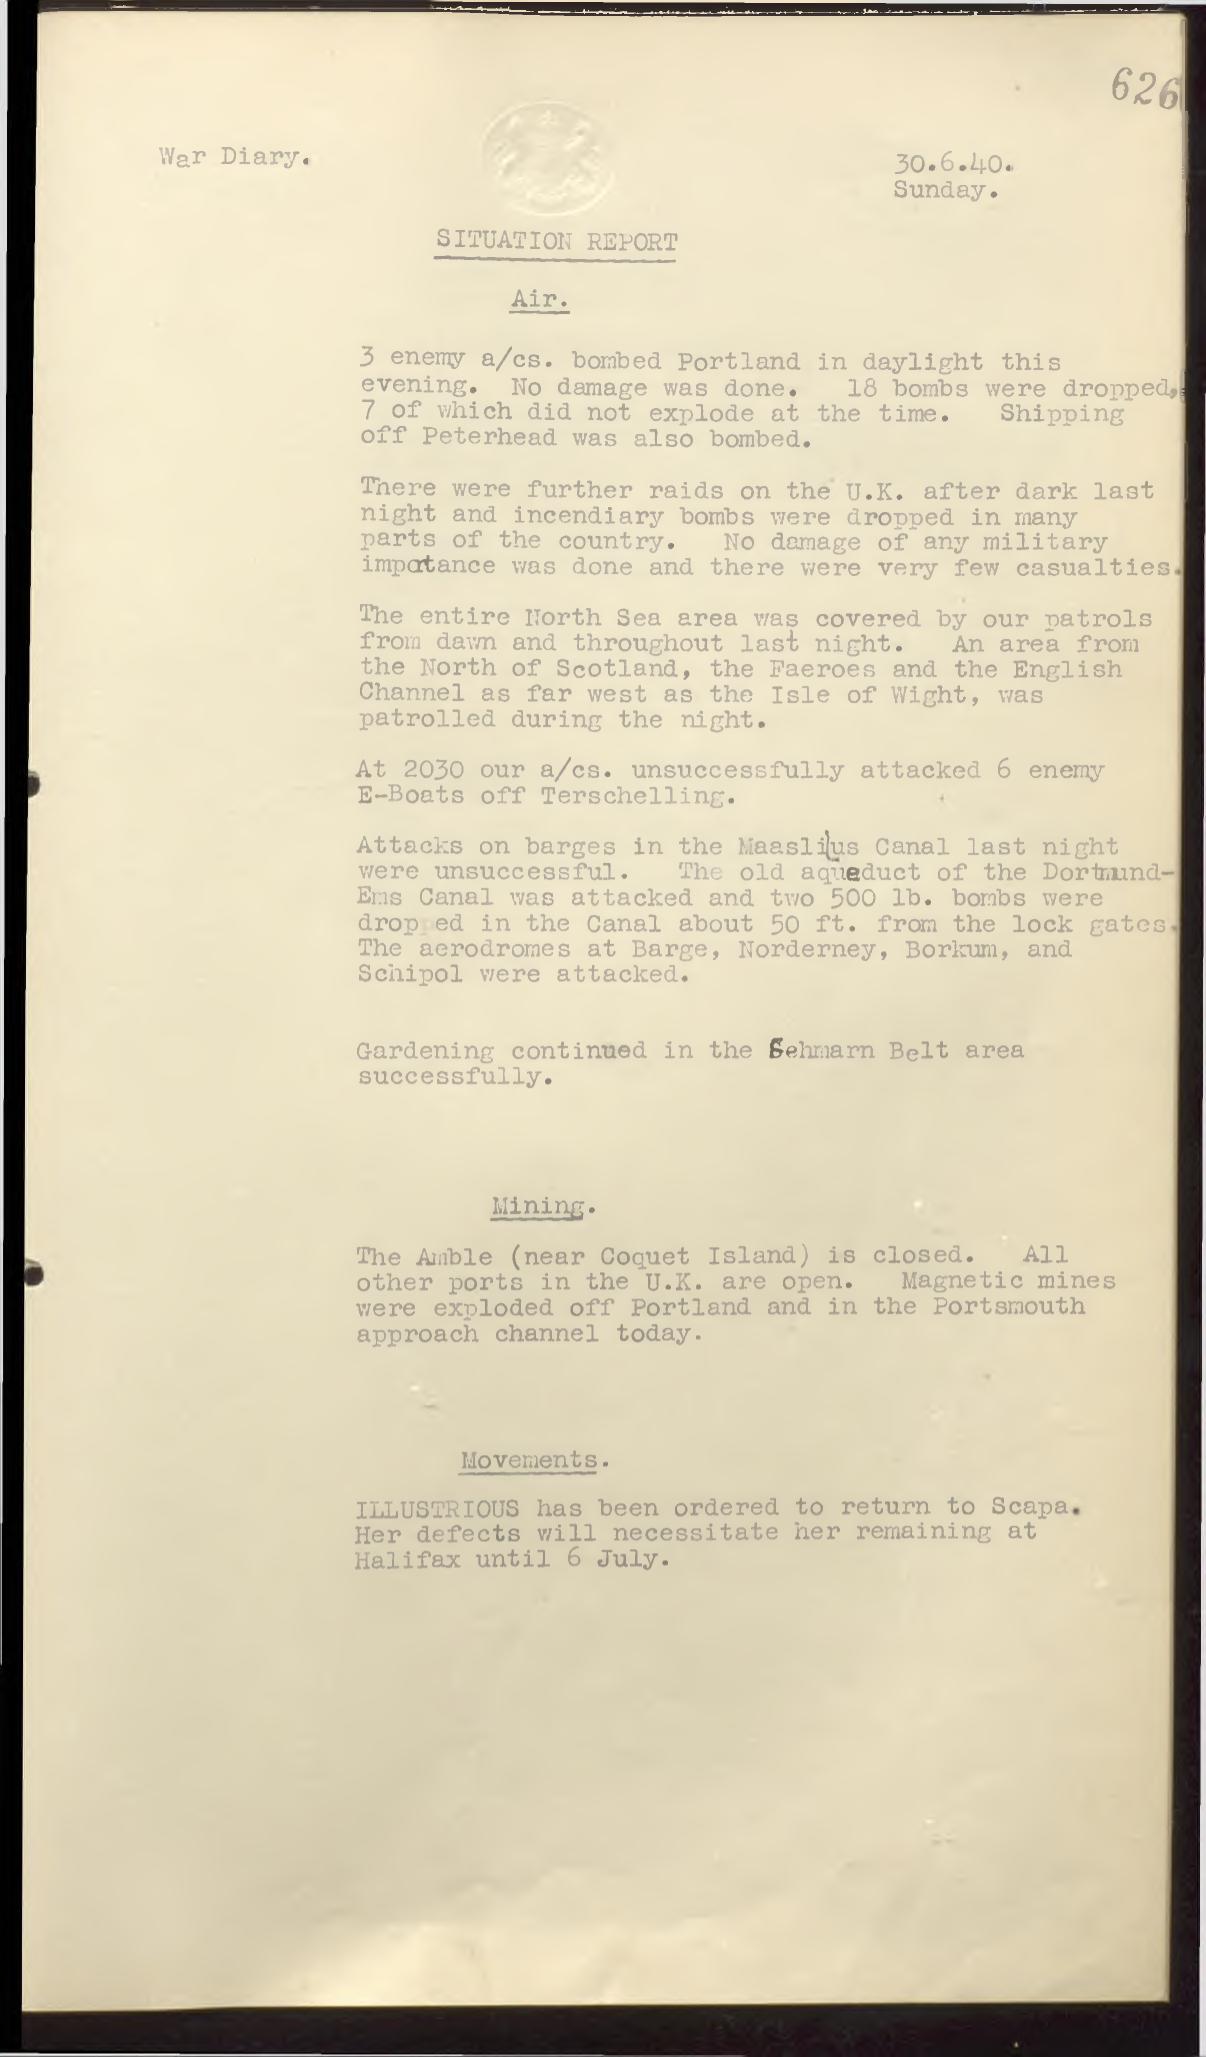 626
War Diary.
30.6.40.
Sunday.
SITUATION REPORT
Air.
3 enemy a/cs. bombed Portland in daylight this
evening. No damage was done. 18 bombs were dropped,
7 of which did not explode at the time. Shipping
off Peterhead was also bombed.
There were further raids on the U.K. after dark last
night and incendiary bombs were dropped in many
parts of the country. No damage of any military
impotance was done and there were very few casualties.
The entire North Sea area was covered by our patrols
from dawn and throughout last night. An area from
the North of Scotland, the Faeroes and the English
Channel as far west as the Isle of Wight, was
patrolled during the night.
At 2030 our a/cs. unsuccessfully attacked 6 enemy
E-Boats off Terschelling.
Attacks on barges in the Canal last night
were unsuccessful. The old aqueduct of the Dortmund-
Ems Canal was attacked and two 500 lb. bombs were
dropped in the Canal about 50 ft. from the lock gates.
The aerodromes at Barge, Norderney, Borkum, and
Schipol were attacked.
Gardening continued in the Fehmarn Belt area
successfully.
Mining.
The Amble (near Coquet Island) is closed. All
other ports in the U.K. are open. Magnetic mines
were exploded off Portland and in the Portsmouth
approach channel today.
Movements.
ILLUSTRIOUS has been ordered to return to Scapa.
Her defects will necessitate her remaining at
Halifax until 6 July.